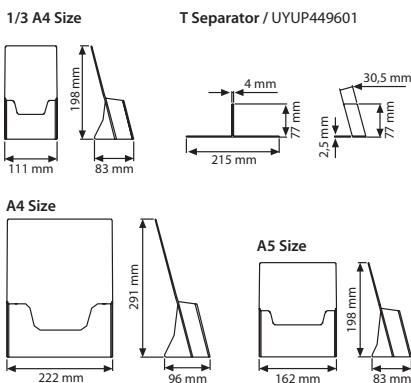 1/3 A4 Size
198 mm
111 mm
83 mm
T Separator / UYUP449601
4 mm
77 mm
215 mm
30,5 mm
2,5 mm
77 mm
A4 Size
291 mm
222 mm
96 mm
A5 Size
198 mm
162 mm
83 mm